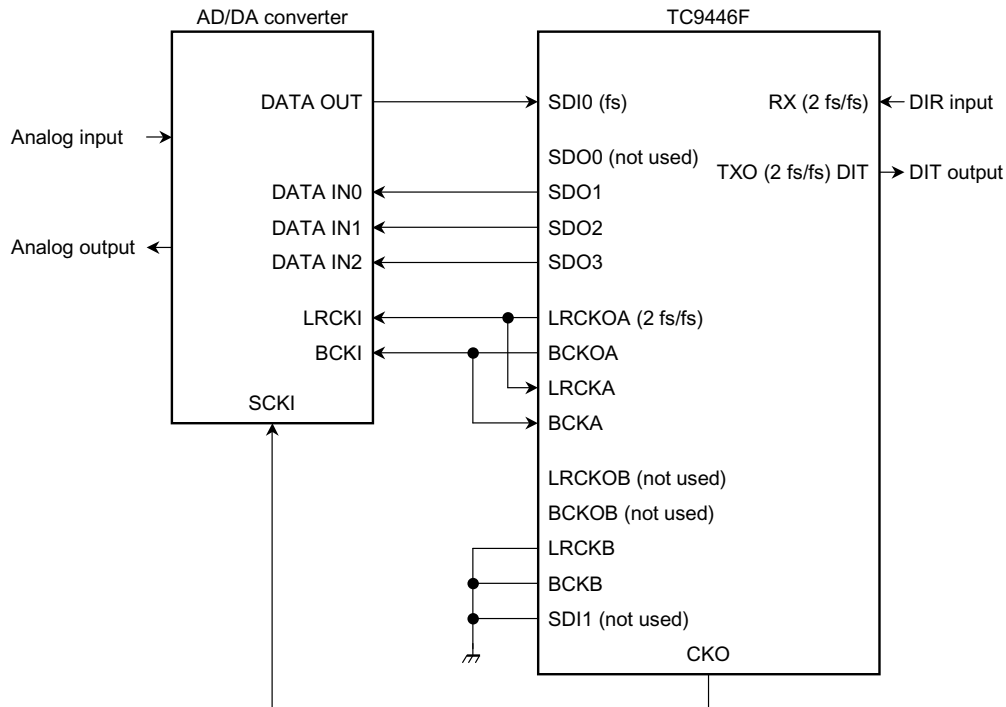 AD/DA converter
TC9446F
DATA OUT
SDI0 (fs)
RX (2 fs/fs)
DIR input
Analog input
SDO0 (not used)
TXO (2 fs/fs) DIT
DIT output
DATA IN0
SDO1
DATA IN1
SDO2
Analog output
DATA IN2
SDO3
LRCKI
LRCKOA (2 fs/fs)
BCKI
BCKOA
LRCKA
SCKI
BCKA
LRCKOB (not used)
BCKOB (not used)
LRCKB
BCKB
SDI1 (not used)
CKO